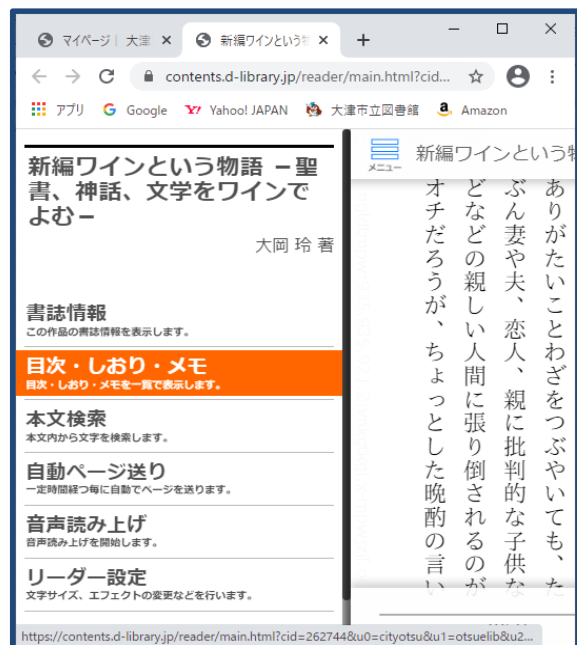 マイページ | 大津
新編ワインという
contents.d-library.jp/reader/main.html?cid...
アプリ
Google
Yahoo! JAPAN
大津市立図書館
Amazon
新編ワインという物語 －聖
書、神話、文学をワインで
よむ－
大岡 玲 著
書誌情報
この作品の書誌情報を表示します。
目次・しおり・メモ
目次・しおり・メモを一覧で表示します。
本文検索
本文内から文字を検索します。
自動ページ送り
一定時間経つ毎に自動でページを送ります。
音声読み上げ
音声読み上げを開始します。
リーダー設定
文字サイズ、エフェクトの変更などを行います。
メニュー
新編ワインという
ありがたいことわざをつぶやいても、た
ぶん妻や夫、恋人、親に批判的な子供な
どなどの親しい人間に張り倒されるのが
オチだろうが、ちょっとした晩酌の言い
https://contents.d-library.jp/reader/main.html?cid=262744&u0=cityotsu&u1=otsuelib&u2...